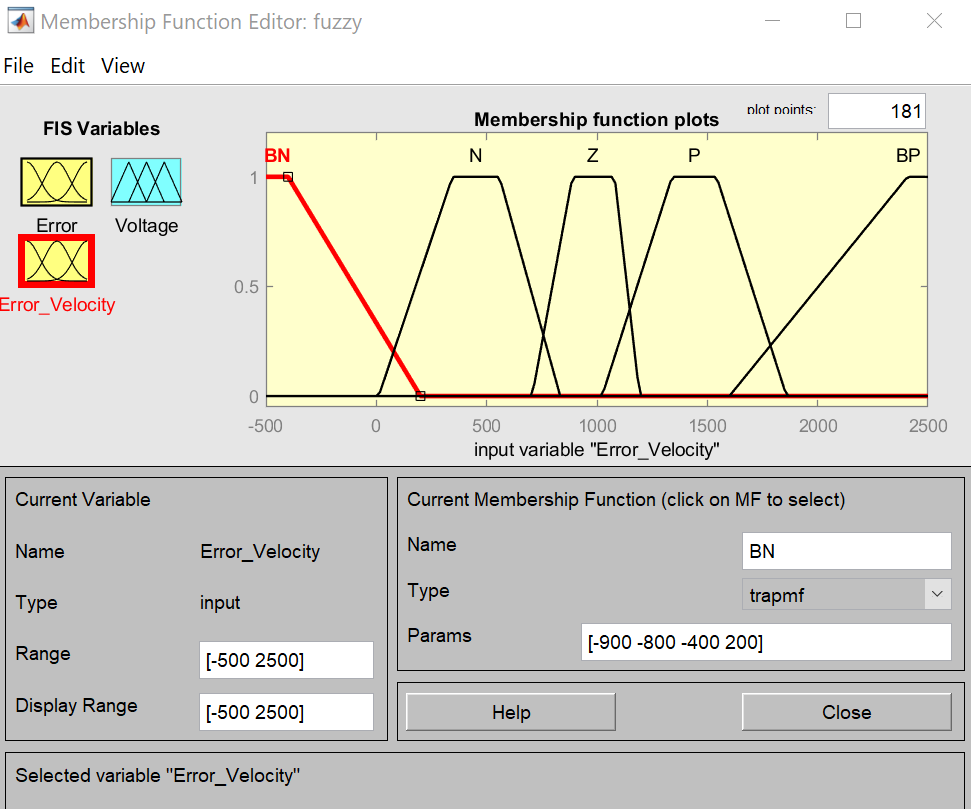 Membership Function Editor: fuzzy
File Edit View
FIS Variables
Membership function plots
plot points:
181
Error
Voltage
Error_Velocity
BN
N
Z
P
BP
1
0.5
0
-500
0
500
1000
1500
2000
2500
input variable "Error_Velocity"
Current Variable
Name
Error_Velocity
Type
input
Range
[-500 2500]
Display Range
[-500 2500]
Current Membership Function (click on MF to select)
Name
BN
Type
trapmf
Params
[-900 -800 -400 200]
Help
Close
Selected variable "Error_Velocity"